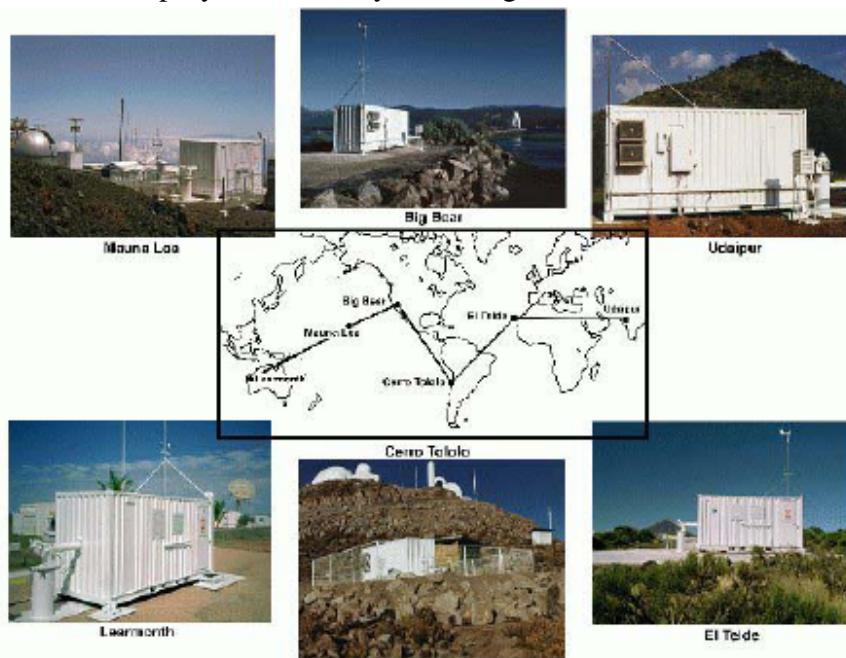 Mauna Loa
Big Bear
Udaipur
Big Bear
El Teide
Udaipur
Mauna Loa
Learmonth
Cerro Tololo
Cerro Tololo
Learmonth
El Teide